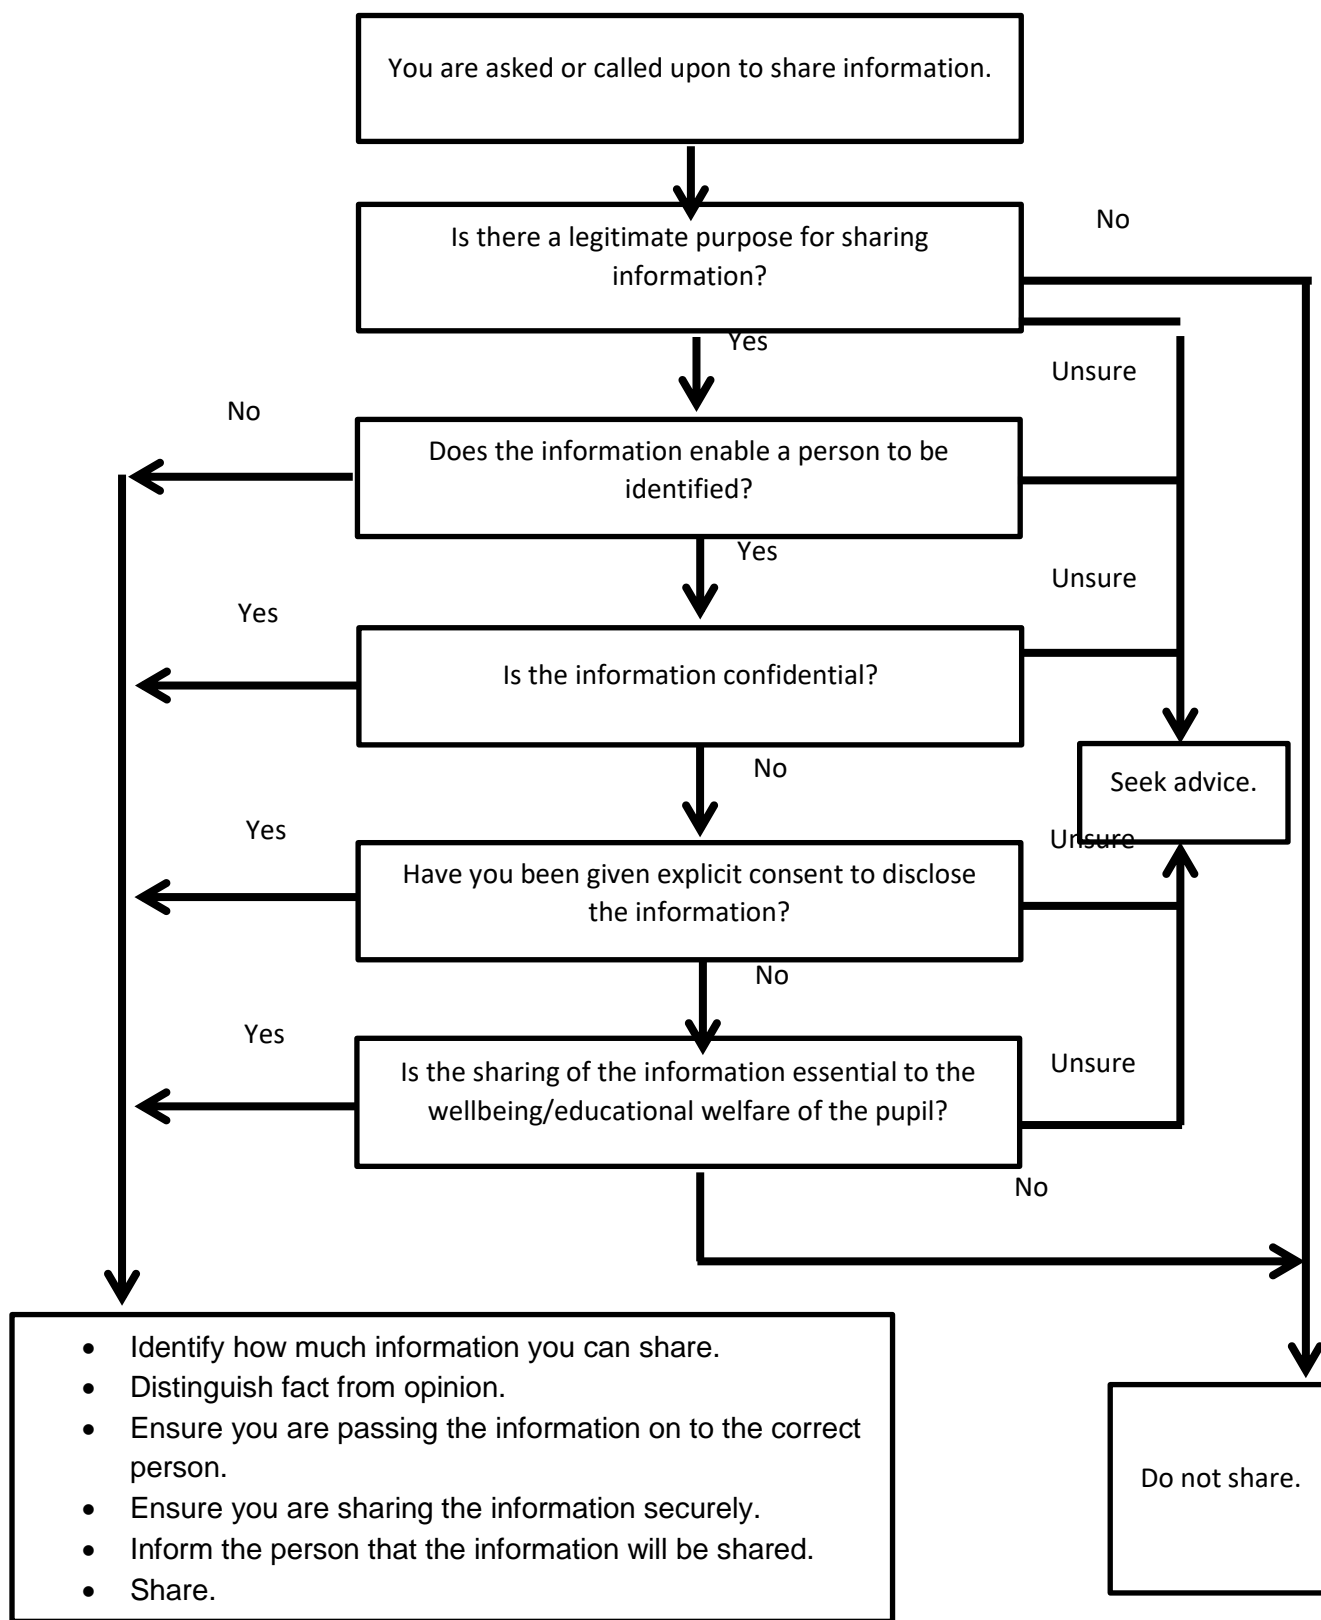 You are asked or called upon to share information.
No
Is there a legitimate purpose for sharing
information?
Yes
Unsure
No
Does the information enable a person to be
identified?
Yes
Unsure
Yes
Is the information confidential?
No
Seek advice.
Yes
Unsure
Have you been given explicit consent to disclose
the information?
No
Yes
Is the sharing of the information essential to the
wellbeing/educational welfare of the pupil?
Unsure
No
• Identify how much information you can share.
• Distinguish fact from opinion.
• Ensure you are passing the information on to the correct
person.
• Ensure you are sharing the information securely.
• Inform the person that the information will be shared.
• Share.
Do not share.